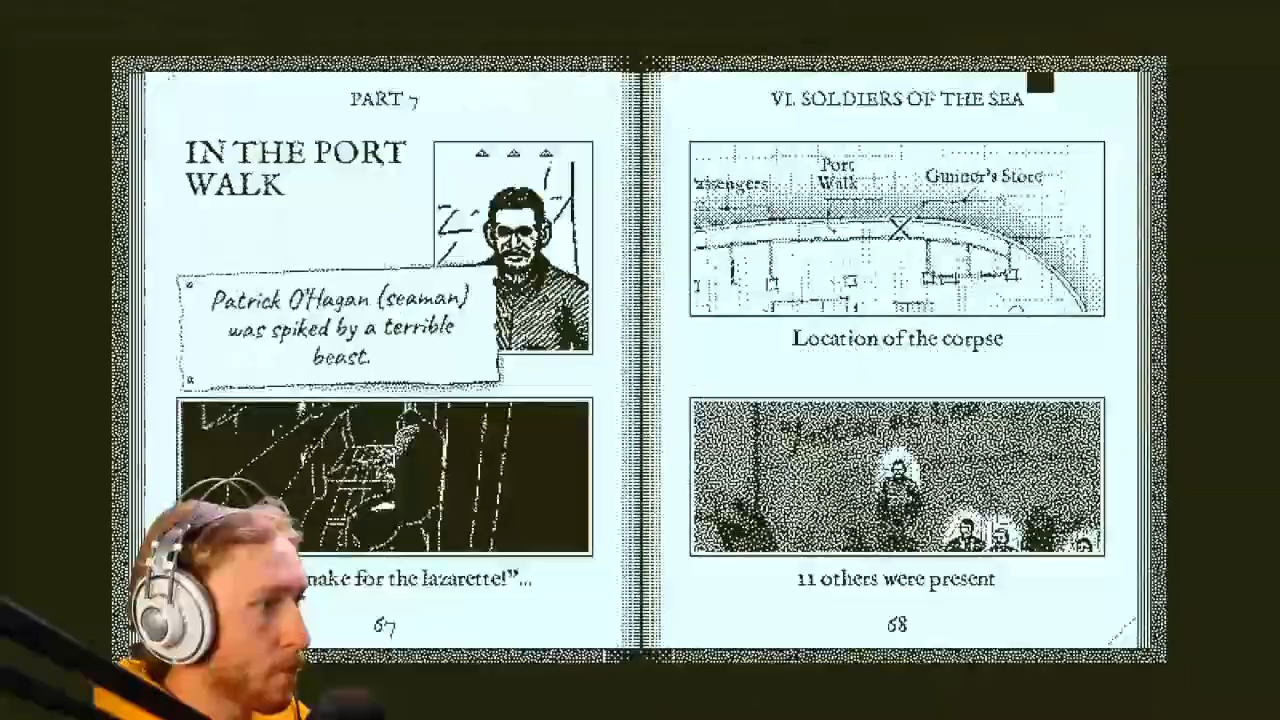 PART 7
IN THE PORT
WALK
Patrick O'Hagan (seaman)
was spiked by a terrible
beast.
make for the lazarette!"...
67
VI. SOLDIERS OF THE SEA
Port
Walk
Gunner's Store
Location of the corpse
11 others were present
68